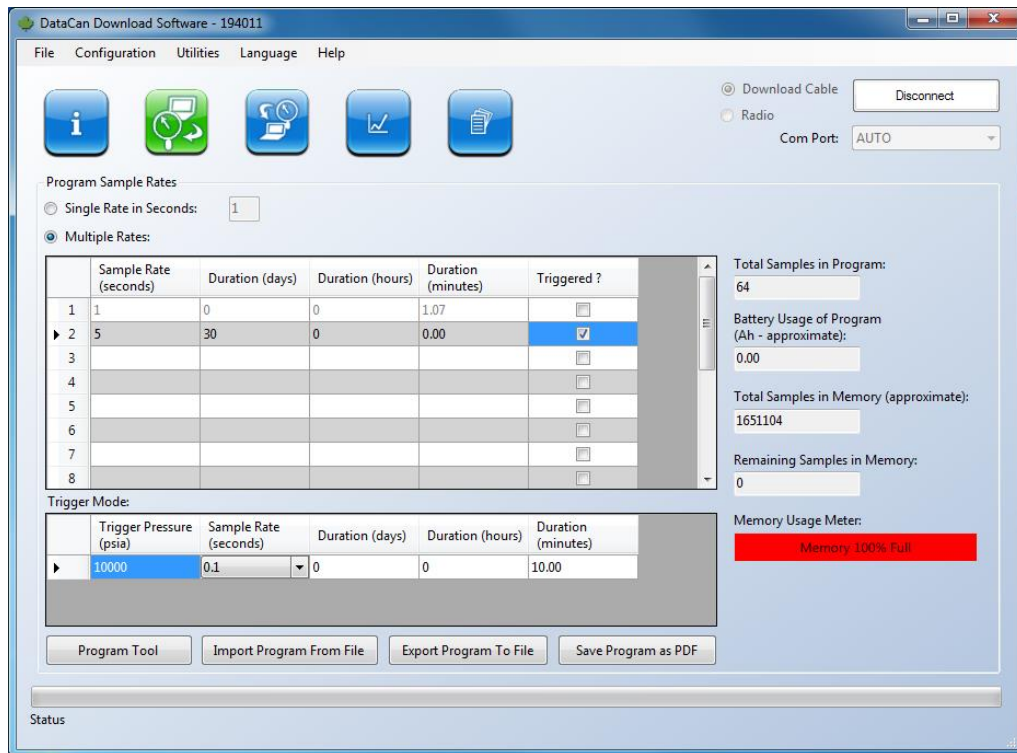 DataCan Download Software - 194011
File Configuration Utilities Language Help
Download Cable
Disconnect
Radio
Com Port: AUTO
Program Sample Rates
Single Rate in Seconds: 1
Multiple Rates:
Sample Rate (seconds) Duration (days) Duration (hours) Duration (minutes) Triggered ?
1 1 0 0 1.07
2 5 30 0 0.00
3
4
5
6
7
8
Total Samples in Program:
64
Battery Usage of Program
(Ah - approximate):
0.00
Total Samples in Memory (approximate):
1651104
Remaining Samples in Memory:
0
Memory Usage Meter:
Memory 100% Full
Trigger Mode:
Trigger Pressure (psia) Sample Rate (seconds) Duration (days) Duration (hours) Duration (minutes)
10000 0.1 0 0 10.00
Program Tool Import Program From File Export Program To File Save Program as PDF
Status